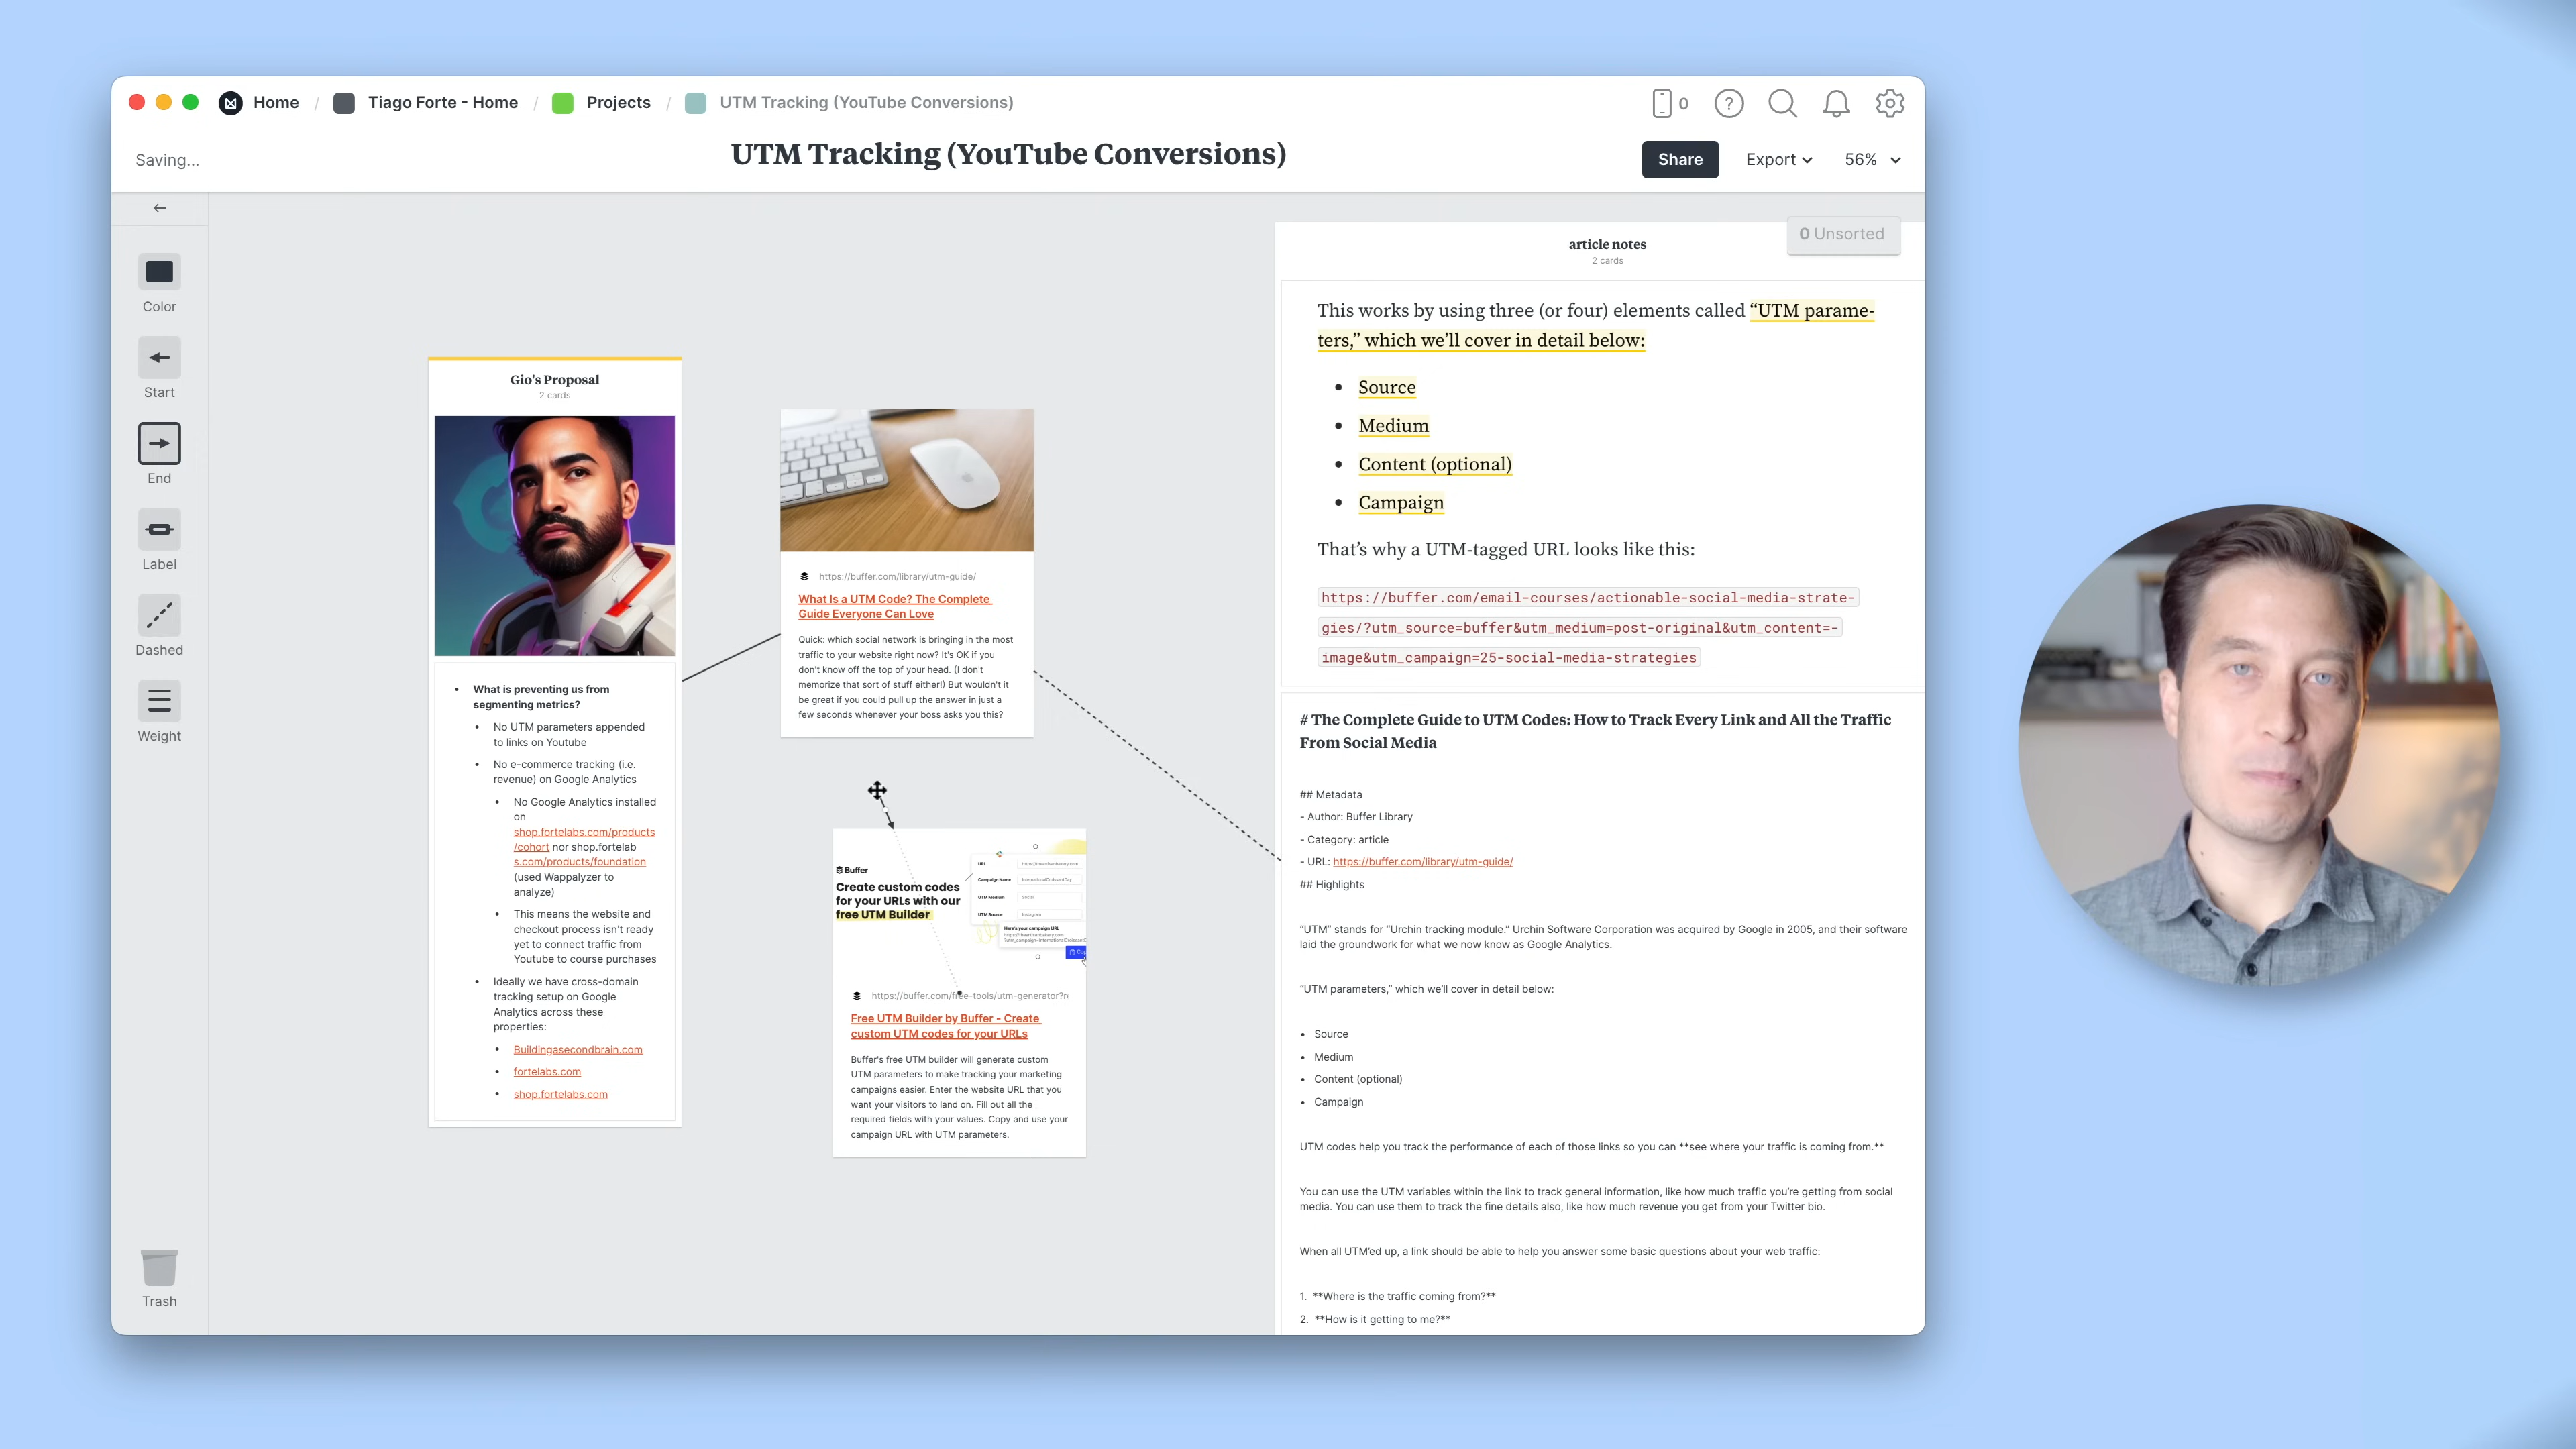 Home / Tiago Forte - Home / Projects / UTM Tracking (YouTube Conversions)
0
?
Saving...
UTM Tracking (YouTube Conversions)
Share
Export
56%
Color
Start
End
Label
Dashed
Weight
Trash
Gio's Proposal
2 cards
• What is preventing us from
segmenting metrics?
• No UTM parameters appended
to links on Youtube
• No e-commerce tracking (i.e.
revenue) on Google Analytics
• No Google Analytics installed
on
shop.fortelabs.com/products
/cohort nor shop.fortelab
s.com/products/foundation
(used Wappalyzer to
analyze)
• This means the website and
checkout process isn't ready
yet to connect traffic from
Youtube to course purchases
• Ideally we have cross-domain
tracking setup on Google
Analytics across these
properties:
• Buildingasecondbrain.com
• fortelabs.com
• shop.fortelabs.com
https://buffer.com/library/utm-guide/
What Is a UTM Code? The Complete
Guide Everyone Can Love
Quick: which social network is bringing in the most
traffic to your website right now? It's OK if you
don't know off the top of your head. (I don't
memorize that sort of stuff either!) But wouldn't it
be great if you could pull up the answer in just a
few seconds whenever your boss asks you this?
Buffer
Create custom codes
for your URLs with our
free UTM Builder
URL
Campaign Name
UTM Medium
Social
UTM Source
Instagram
Here's your campaign URL
https://buffer.com/free-tools/utm-generator?r
Free UTM Builder by Buffer - Create
custom UTM codes for your URLs
Buffer's free UTM builder will generate custom
UTM parameters to make tracking your marketing
campaigns easier. Enter the website URL that you
want your visitors to land on. Fill out all the
required fields with your values. Copy and use your
campaign URL with UTM parameters.
0 Unsorted
article notes
2 cards
This works by using three (or four) elements called “UTM parame-
ters,” which we’ll cover in detail below:
• Source
• Medium
• Content (optional)
• Campaign
That’s why a UTM-tagged URL looks like this:
https://buffer.com/email-courses/actionable-social-media-strate-
gies/?utm_source=buffer&utm_medium=post-original&utm_content=-
image&utm_campaign=25-social-media-strategies
# The Complete Guide to UTM Codes: How to Track Every Link and All the Traffic
From Social Media
## Metadata
- Author: Buffer Library
- Category: article
- URL: https://buffer.com/library/utm-guide/
## Highlights
“UTM” stands for “Urchin tracking module.” Urchin Software Corporation was acquired by Google in 2005, and their software
laid the groundwork for what we now know as Google Analytics.
“UTM parameters,” which we’ll cover in detail below:
• Source
• Medium
• Content (optional)
• Campaign
UTM codes help you track the performance of each of those links so you can **see where your traffic is coming from.**
You can use the UTM variables within the link to track general information, like how much traffic you’re getting from social
media. You can use them to track the fine details also, like how much revenue you get from your Twitter bio.
When all UTM’ed up, a link should be able to help you answer some basic questions about your web traffic:
1. **Where is the traffic coming from?**
2. **How is it getting to me?**